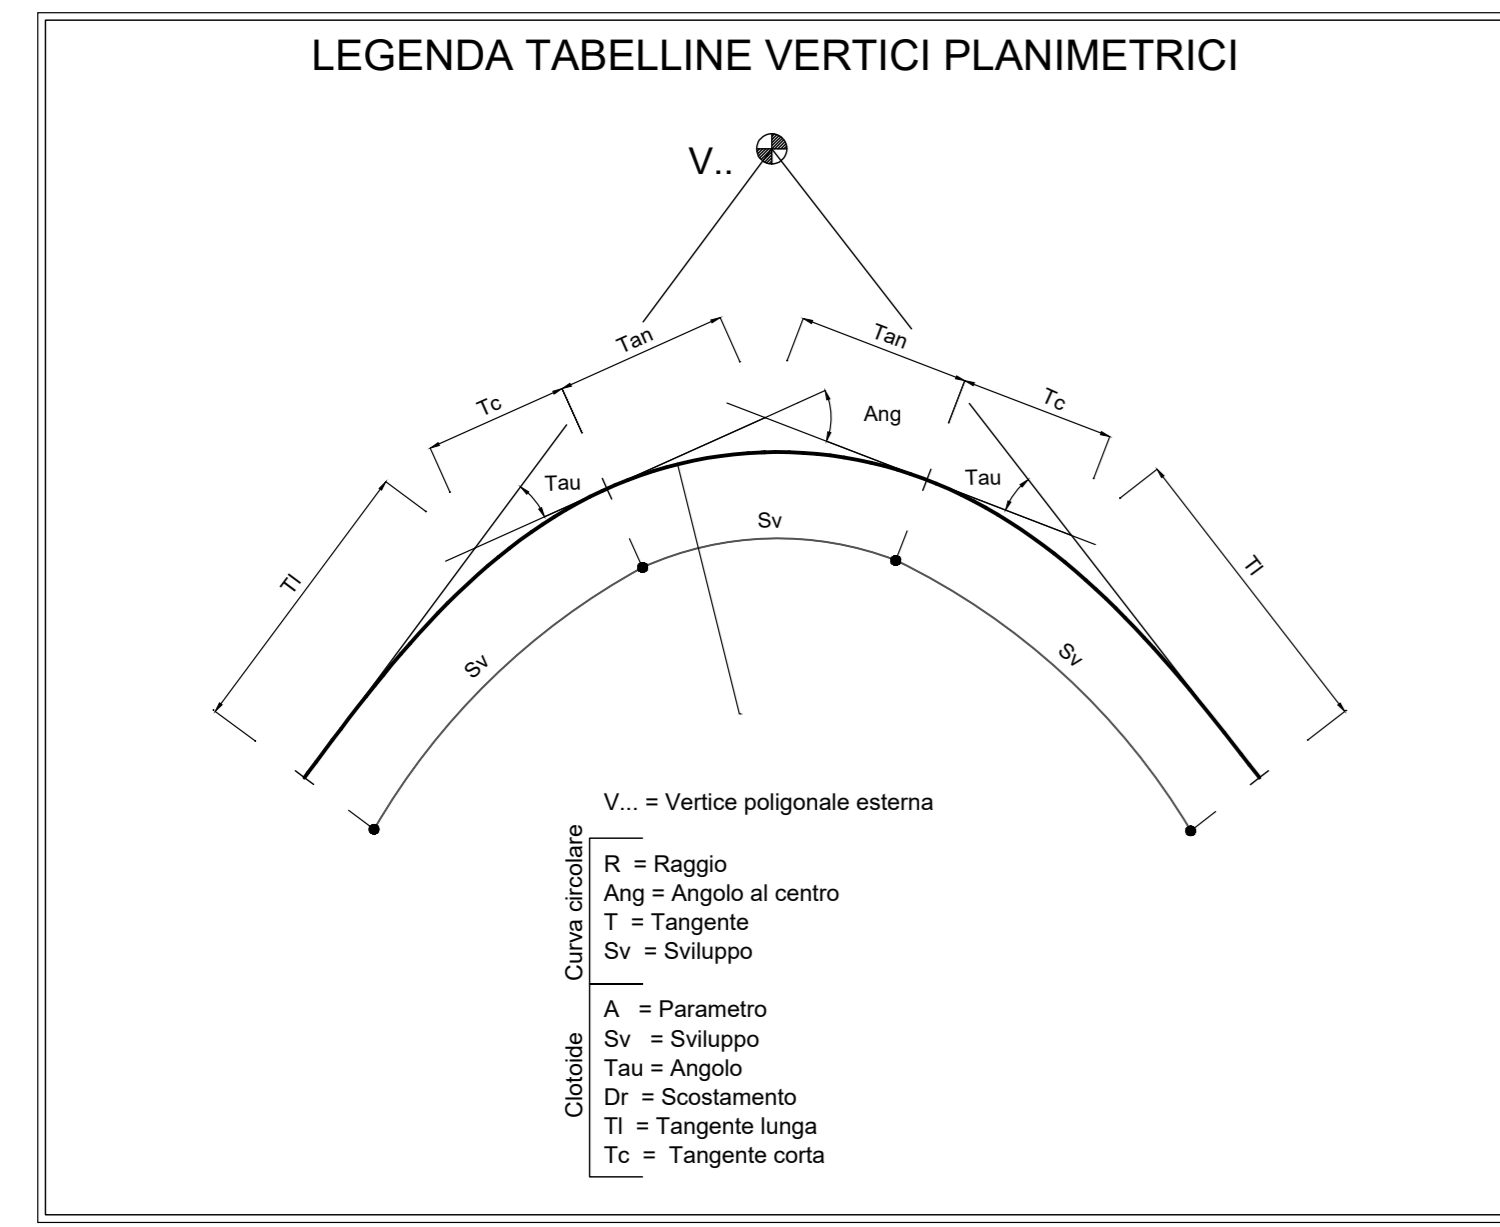 LEGENDA TABELLINE VERTICI PLANIMETRICI
V..
Tan
Tan
Tc
Tc
Ang
Tau
Tau
Sv
Tl
Tl
Sv
Sv
V... = Vertice poligonale esterna
Curva circolare
R = Raggio
Ang = Angolo al centro
T = Tangente
Sv = Sviluppo
Clotoide
A = Parametro
Sv = Sviluppo
Tau = Angolo
Dr = Scostamento
Tl = Tangente lunga
Tc = Tangente corta